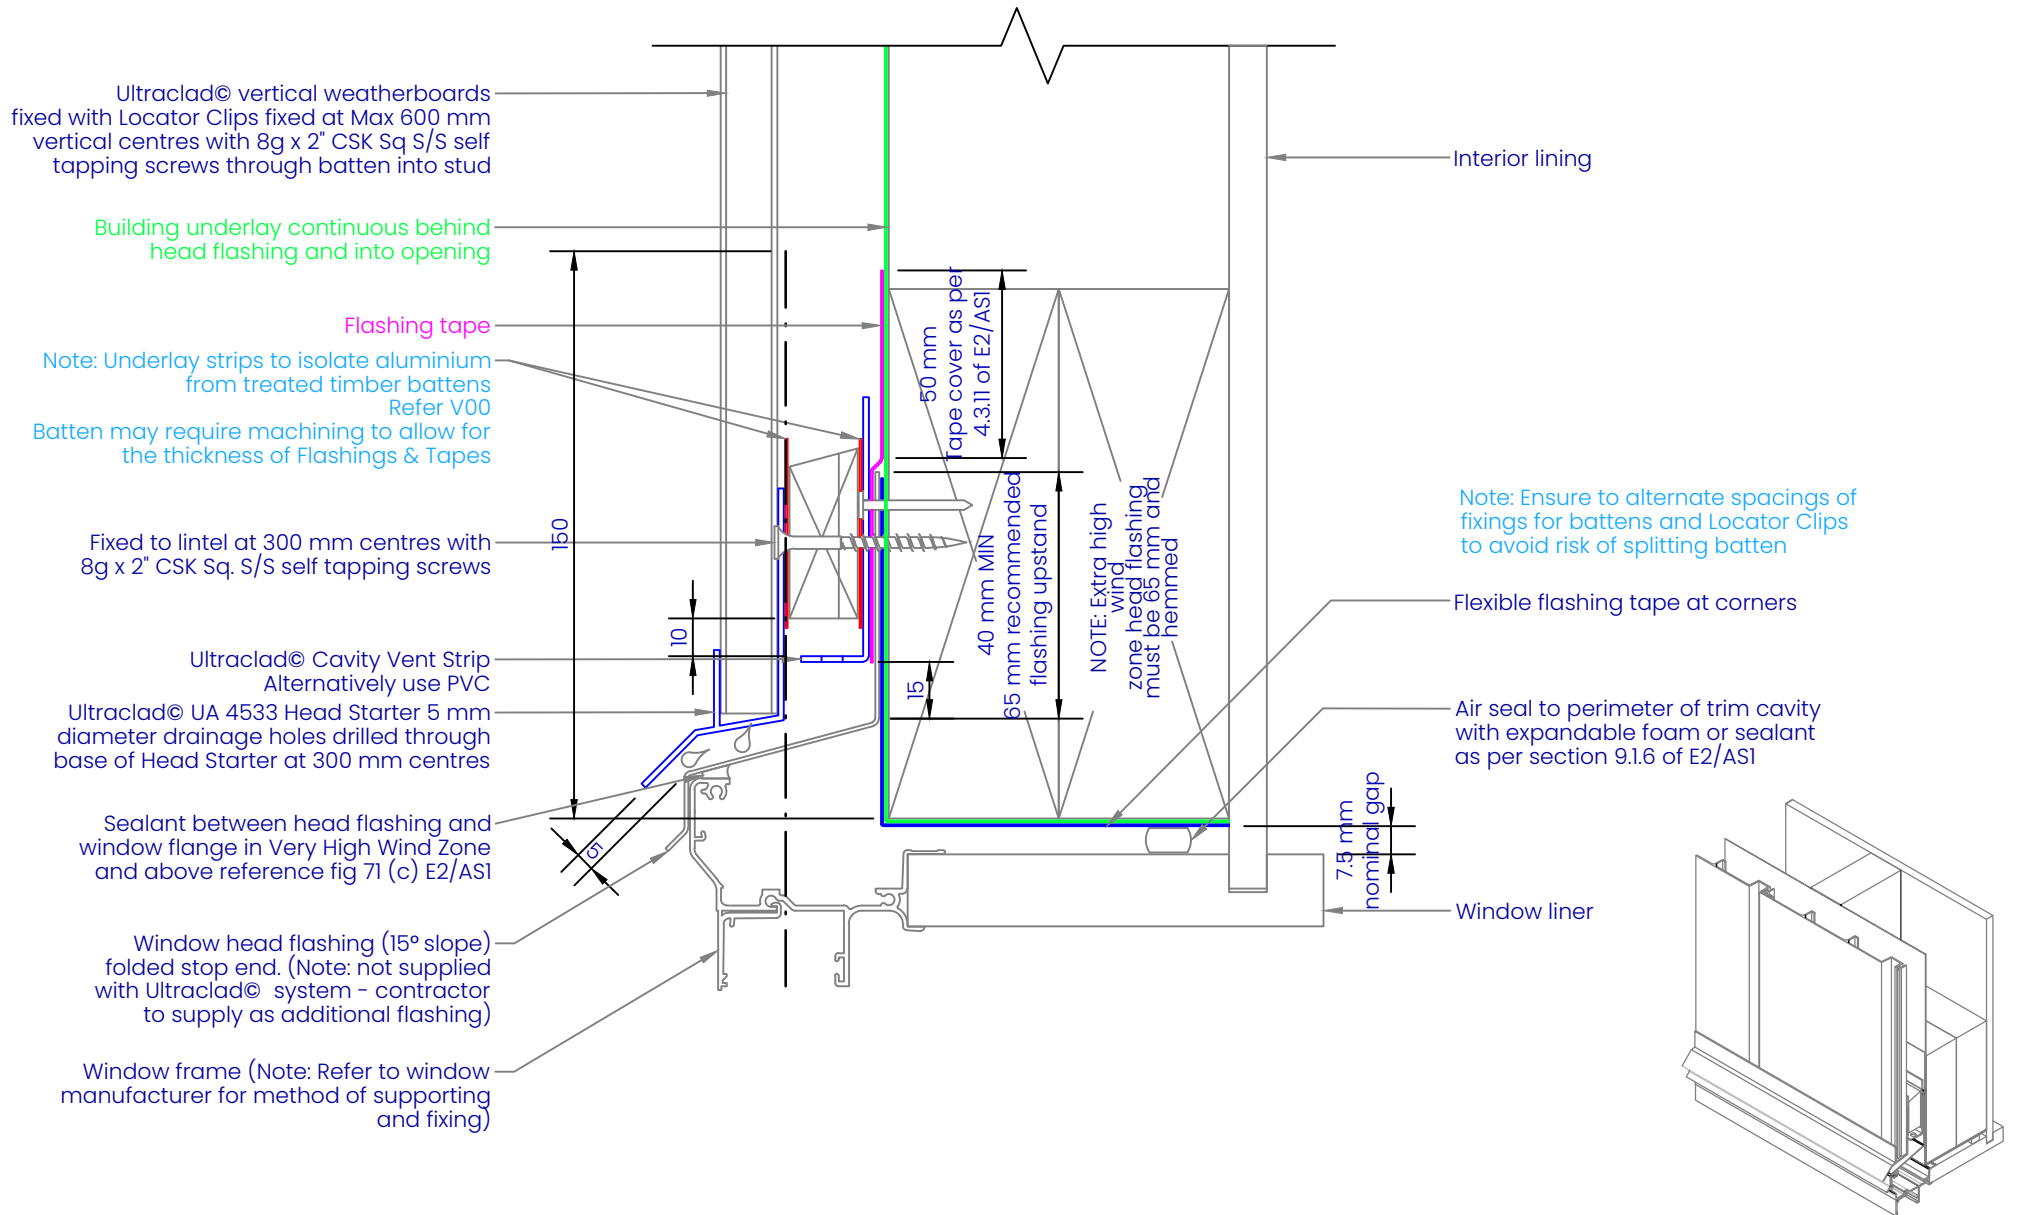 Ultraclad© vertical weatherboards
fixed with Locator Clips fixed at Max 600 mm
vertical centres with 8g x 2" CSK Sq S/S self
tapping screws through batten into stud
Building underlay continuous behind
head flashing and into opening
Flashing tape
Note: Underlay strips to isolate aluminium
from treated timber battens
Refer V00
Batten may require machining to allow for
the thickness of Flashings & Tapes
Fixed to lintel at 300 mm centres with
8g x 2" CSK Sq. S/S self tapping screws
Ultraclad© Cavity Vent Strip
Alternatively use PVC
Ultraclad© UA 4533 Head Starter 5 mm
diameter drainage holes drilled through
base of Head Starter at 300 mm centres
Sealant between head flashing and
window flange in Very High Wind Zone
and above reference fig 71 (c) E2/AS1
Window head flashing (15° slope)
folded stop end. (Note: not supplied
with Ultraclad© system - contractor
to supply as additional flashing)
Window frame (Note: Refer to window
manufacturer for method of supporting
and fixing)
150
10
5
15
50 mm
Tape cover as per
4.3.11 of E2/AS1
40 mm MIN
65 mm recommended
flashing upstand
NOTE: Extra high
wind
zone head flashing
must be 65 mm and
hemmed
7.5 mm
nominal gap
Interior lining
Note: Ensure to alternate spacings of
fixings for battens and Locator Clips
to avoid risk of splitting batten
Flexible flashing tape at corners
Air seal to perimeter of trim cavity
with expandable foam or sealant
as per section 9.1.6 of E2/AS1
Window liner